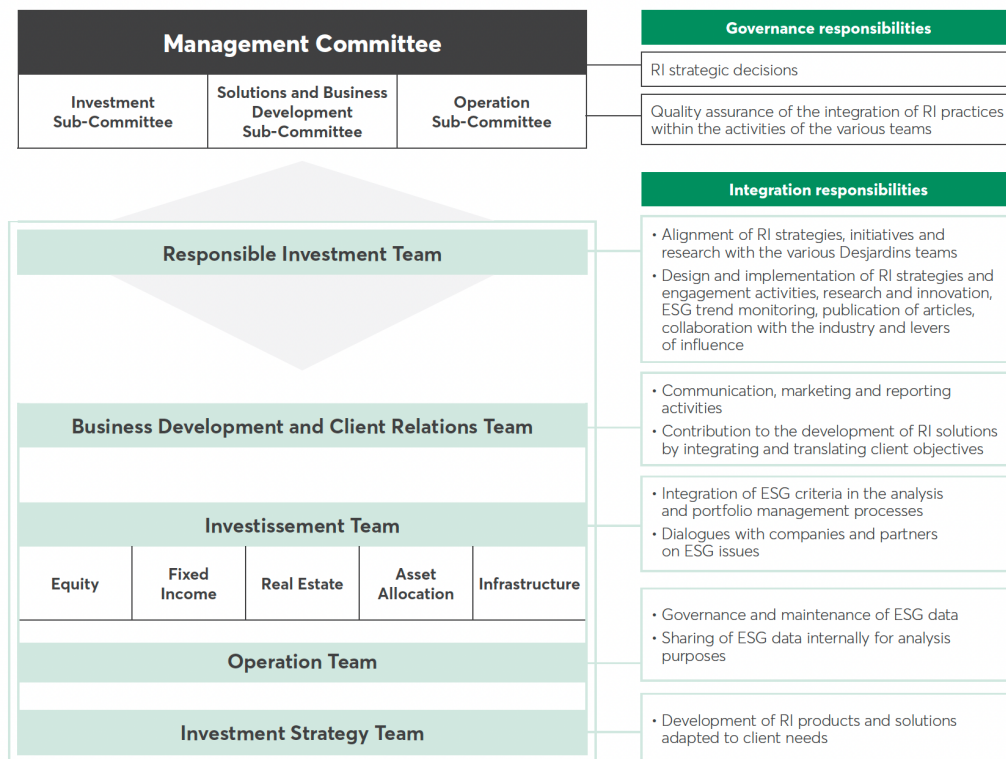 Management Committee
Investment
Sub-Committee
Solutions and Business
Development
Sub-Committee
Operation
Sub-Committee
Governance responsibilities
RI strategic decisions
Quality assurance of the integration of RI practices
within the activities of the various teams
Integration responsibilities
Responsible Investment Team
• Alignment of RI strategies, initiatives and
research with the various Desjardins teams
• Design and implementation of RI strategies and
engagement activities, research and innovation,
ESG trend monitoring, publication of articles,
collaboration with the industry and levers
of influence
Business Development and Client Relations Team
• Communication, marketing and reporting
activities
• Contribution to the development of RI solutions
by integrating and translating client objectives
Investissement Team
Equity
Fixed
Income
Real Estate
Asset
Allocation
Infrastructure
• Integration of ESG criteria in the analysis
and portfolio management processes
• Dialogues with companies and partners
on ESG issues
Operation Team
• Governance and maintenance of ESG data
• Sharing of ESG data internally for analysis
purposes
Investment Strategy Team
• Development of RI products and solutions
adapted to client needs